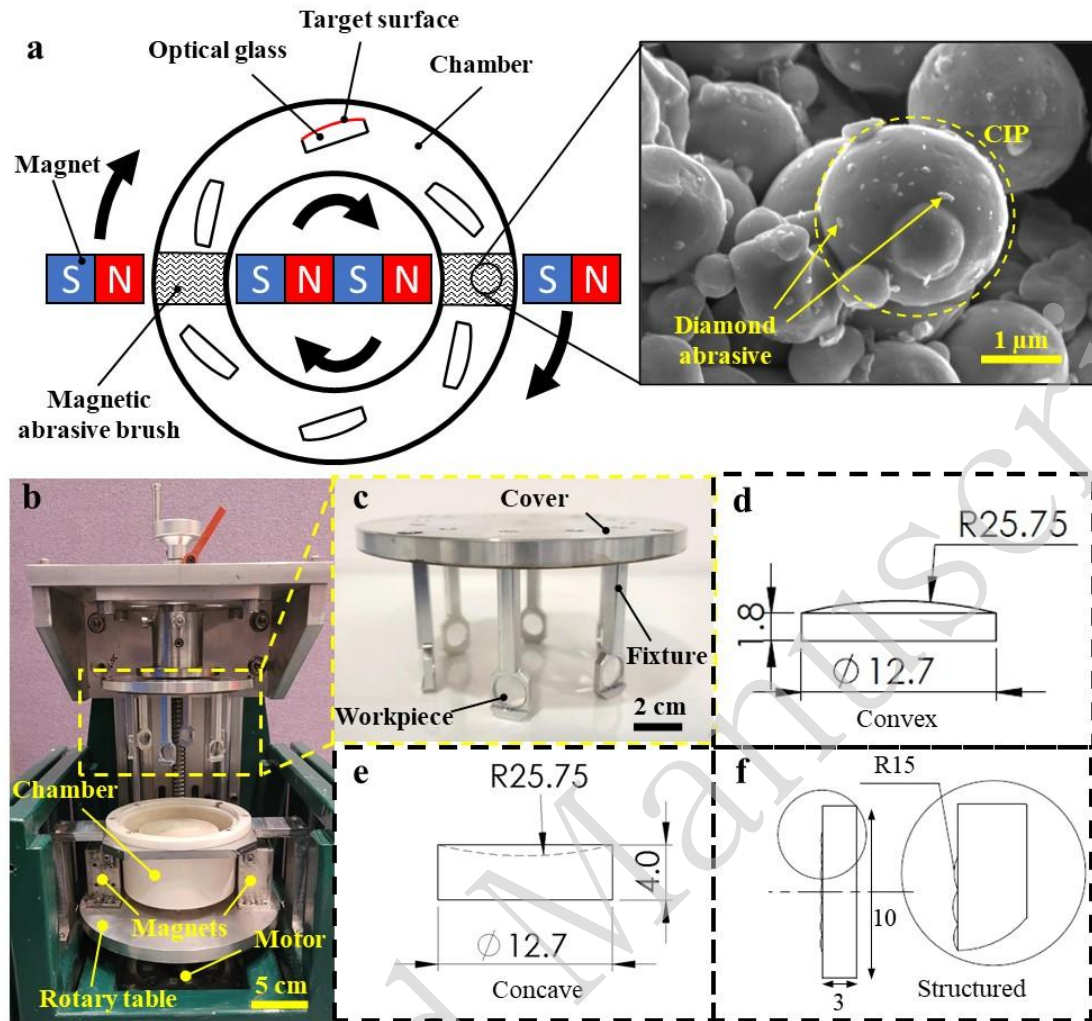 a
Target surface
Optical glass
Chamber
Magnet
S N
S N S N
S N
Magnetic
abrasive brush
CIP
Diamond
abrasive
1 μm
b
Chamber
Magnets
Motor
Rotary table
5 cm
c
Cover
Fixture
Workpiece
2 cm
d
R25.75
1.8
∅ 12.7
Convex
e
R25.75
4.0
∅ 12.7
Concave
f
R15
10
3
Structured